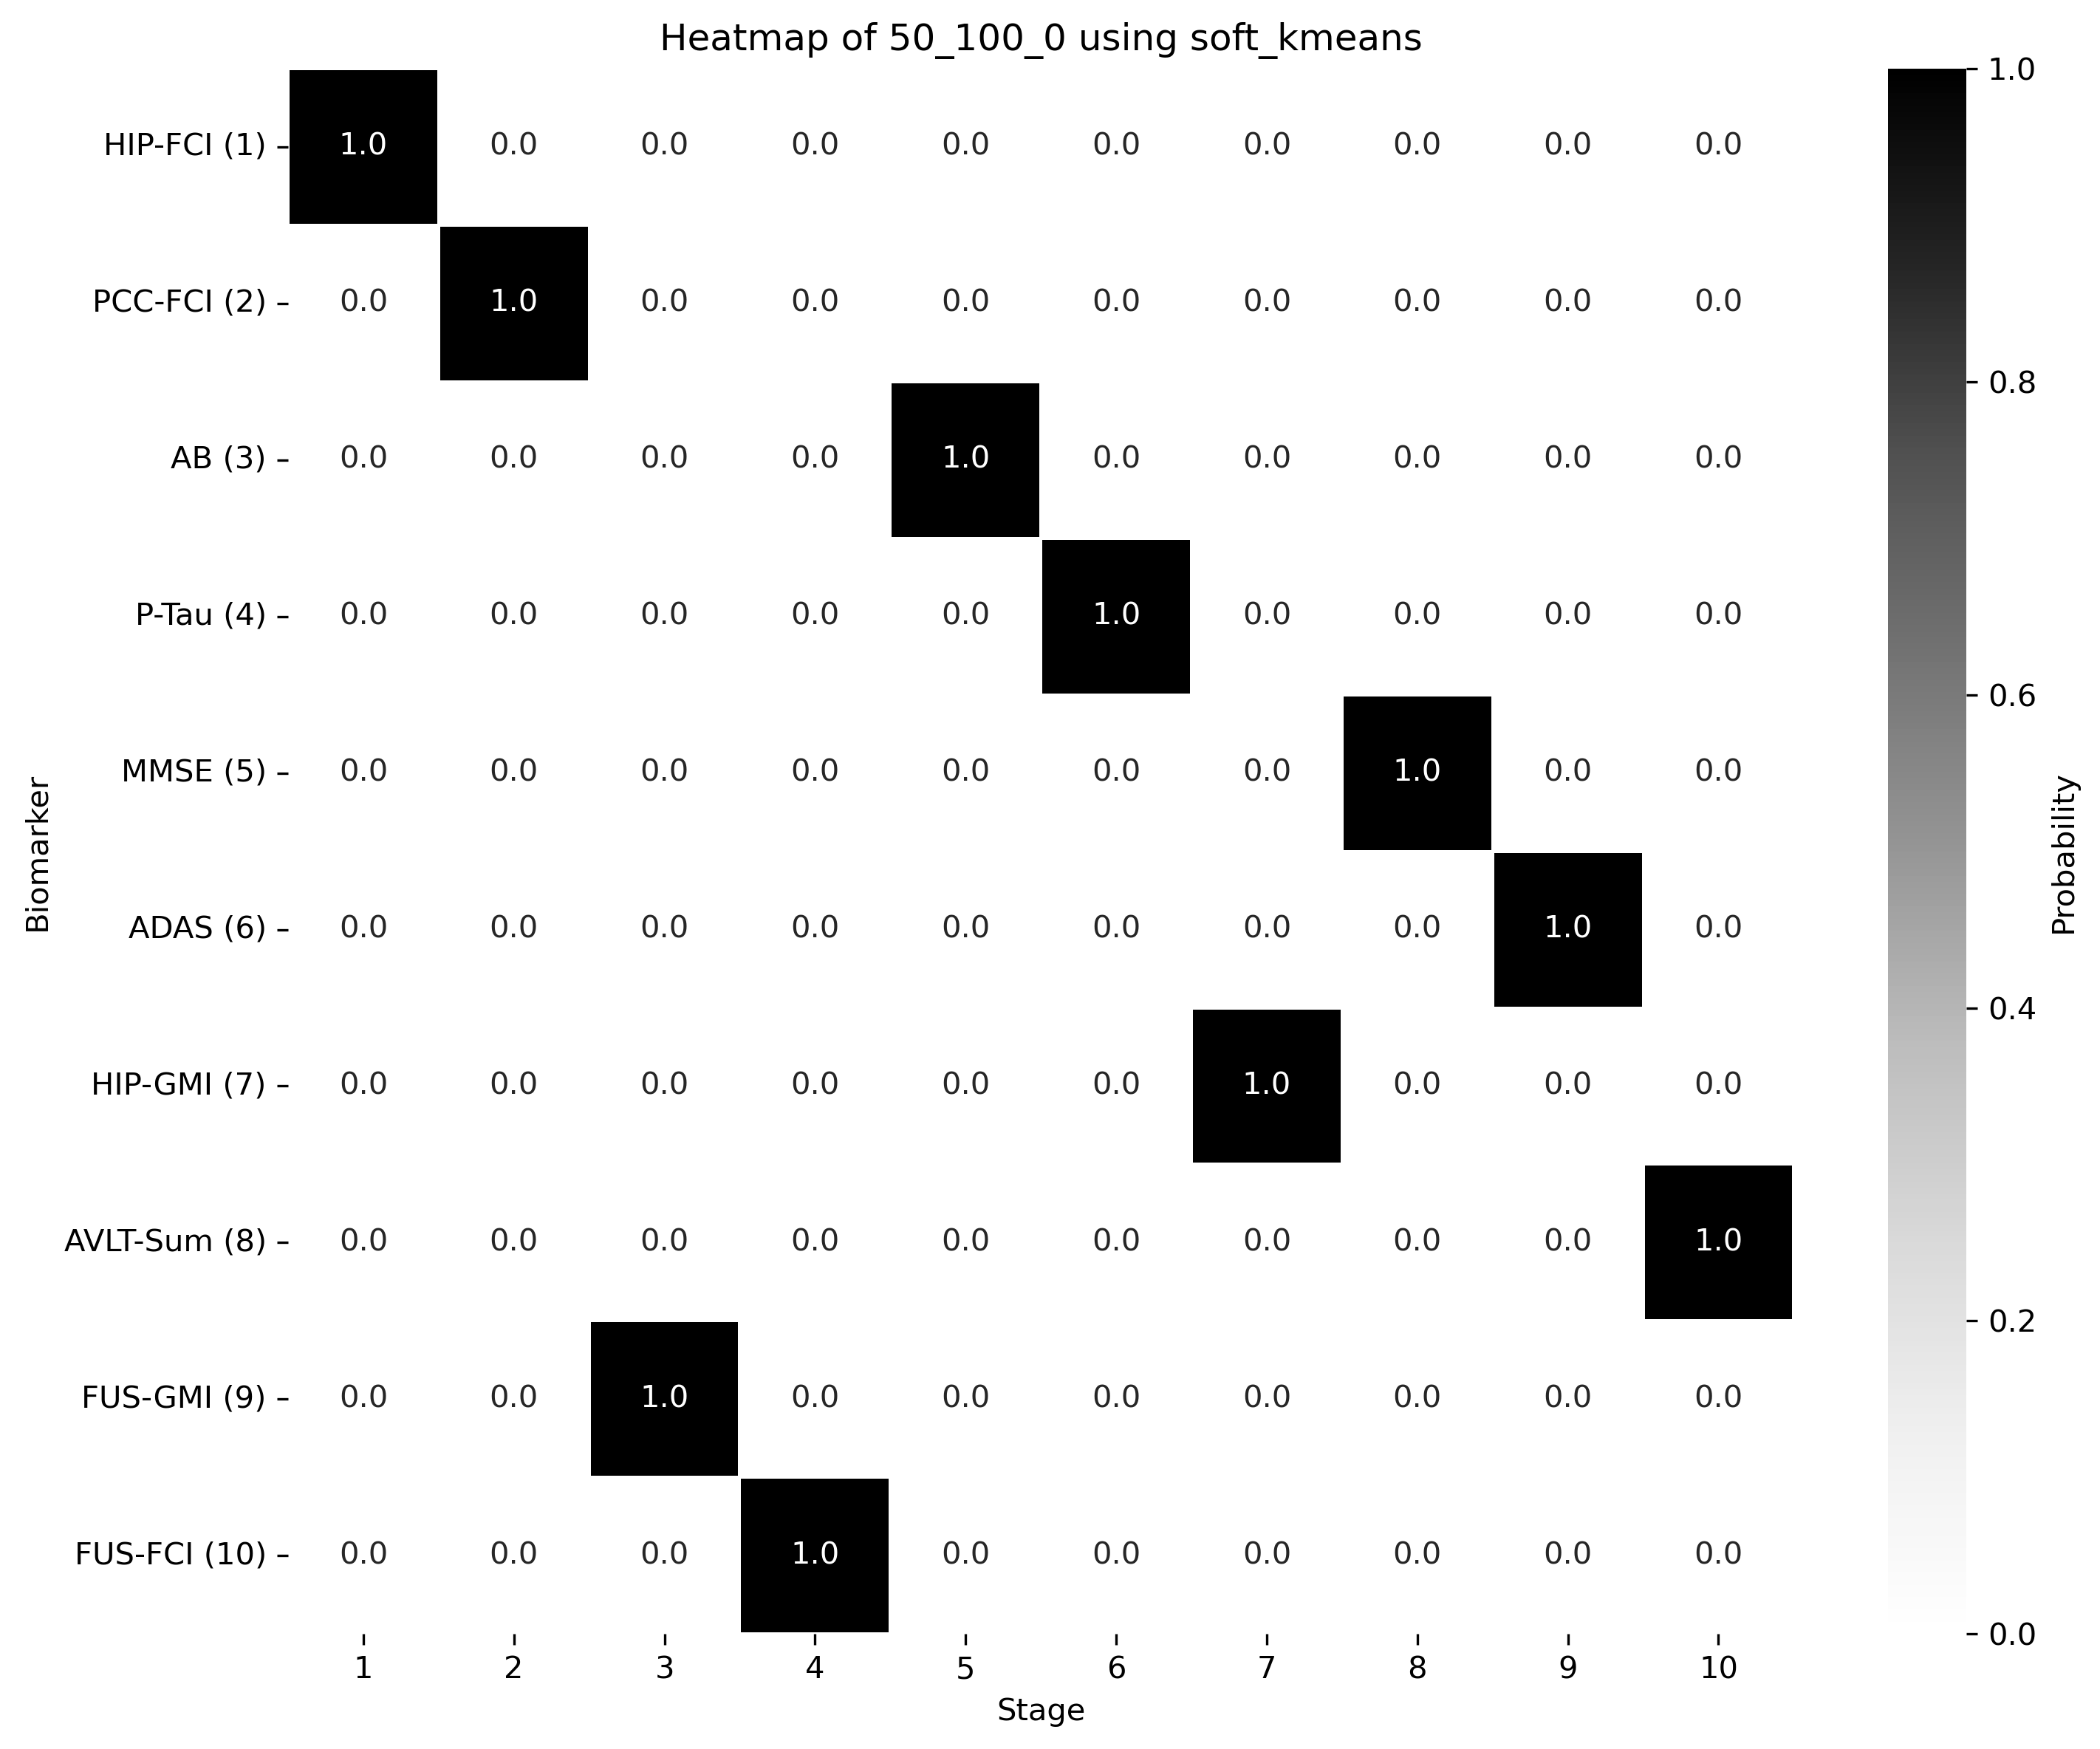 Heatmap of 50_100_0 using soft_kmeans
HIP-FCI (1) 1.0 0.0 0.0 0.0 0.0 0.0 0.0 0.0 0.0 0.0
PCC-FCI (2) 0.0 1.0 0.0 0.0 0.0 0.0 0.0 0.0 0.0 0.0
AB (3) 0.0 0.0 0.0 0.0 1.0 0.0 0.0 0.0 0.0 0.0
P-Tau (4) 0.0 0.0 0.0 0.0 0.0 1.0 0.0 0.0 0.0 0.0
MMSE (5) 0.0 0.0 0.0 0.0 0.0 0.0 0.0 1.0 0.0 0.0
ADAS (6) 0.0 0.0 0.0 0.0 0.0 0.0 0.0 0.0 1.0 0.0
HIP-GMI (7) 0.0 0.0 0.0 0.0 0.0 0.0 1.0 0.0 0.0 0.0
AVLT-Sum (8) 0.0 0.0 0.0 0.0 0.0 0.0 0.0 0.0 0.0 1.0
FUS-GMI (9) 0.0 0.0 1.0 0.0 0.0 0.0 0.0 0.0 0.0 0.0
FUS-FCI (10) 0.0 0.0 0.0 1.0 0.0 0.0 0.0 0.0 0.0 0.0
1 2 3 4 5 6 7 8 9 10
Stage
Biomarker
1.0
0.8
0.6
0.4
0.2
0.0
Probability